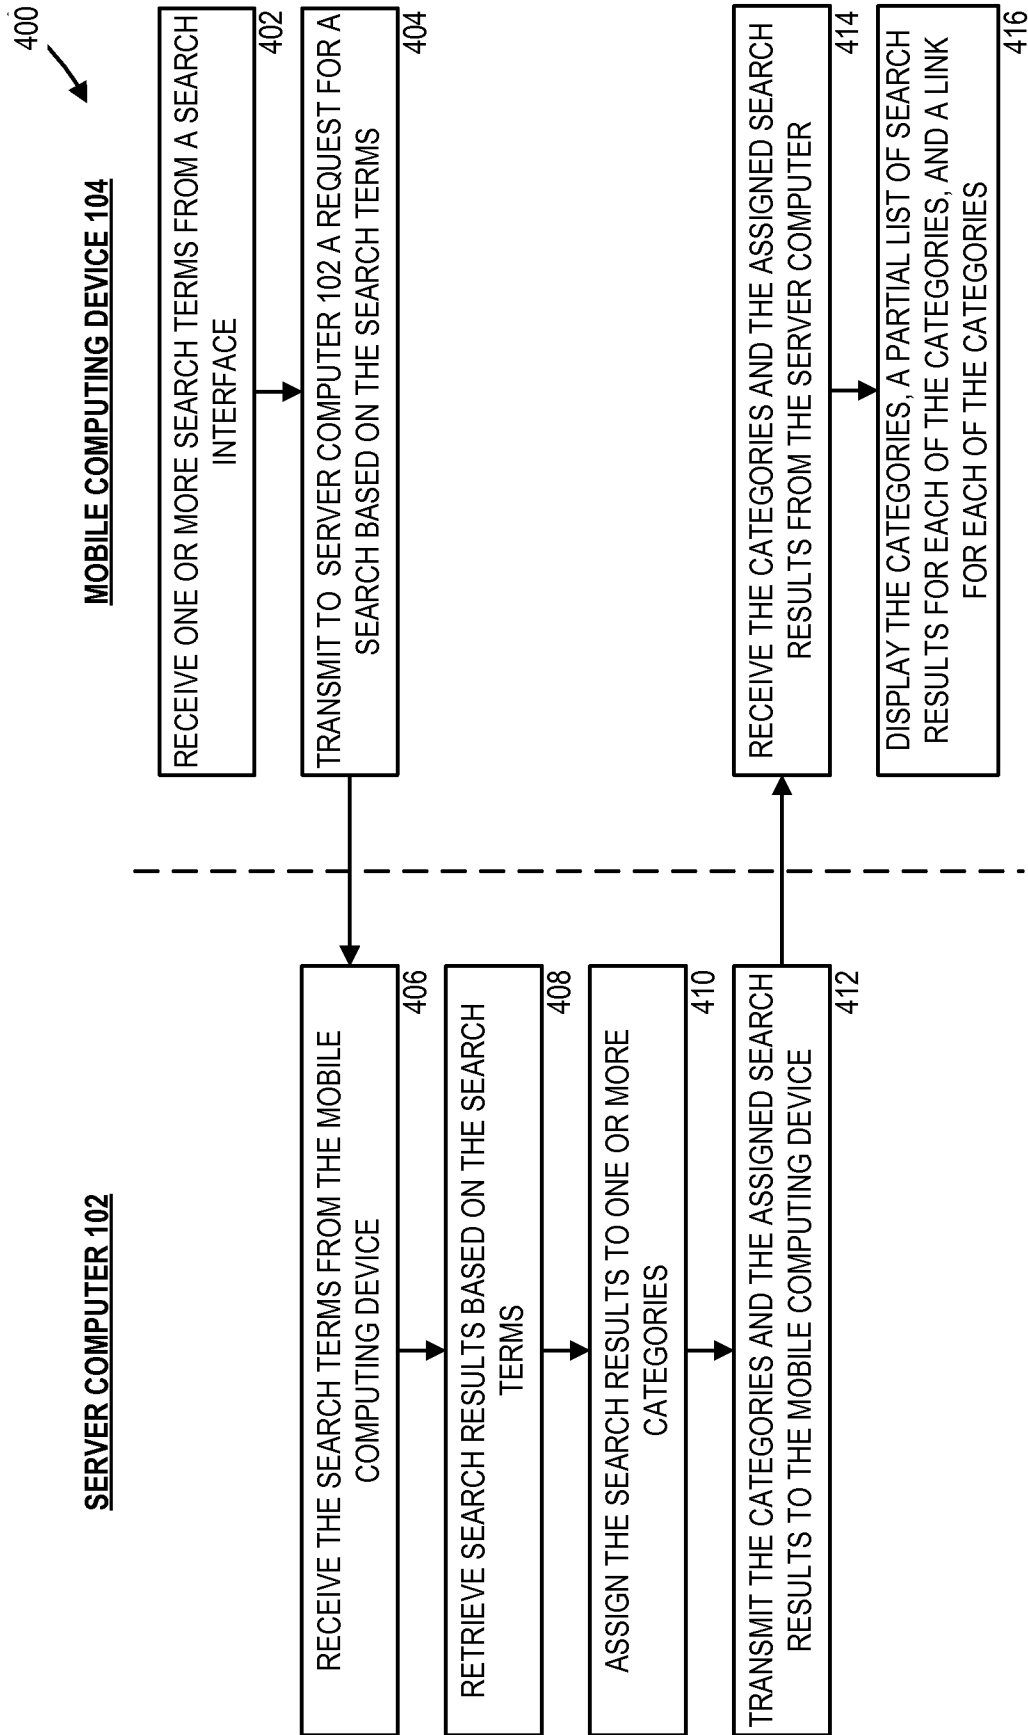 400
SERVER COMPUTER 102
MOBILE COMPUTING DEVICE 104
RECEIVE ONE OR MORE SEARCH TERMS FROM A SEARCH
INTERFACE
402
TRANSMIT TO SERVER COMPUTER 102 A REQUEST FOR A
SEARCH BASED ON THE SEARCH TERMS
404
RECEIVE THE SEARCH TERMS FROM THE MOBILE
COMPUTING DEVICE
406
RETRIEVE SEARCH RESULTS BASED ON THE SEARCH
TERMS
408
ASSIGN THE SEARCH RESULTS TO ONE OR MORE
CATEGORIES
410
TRANSMIT THE CATEGORIES AND THE ASSIGNED SEARCH
RESULTS TO THE MOBILE COMPUTING DEVICE
412
RECEIVE THE CATEGORIES AND THE ASSIGNED SEARCH
RESULTS FROM THE SERVER COMPUTER
414
DISPLAY THE CATEGORIES, A PARTIAL LIST OF SEARCH
RESULTS FOR EACH OF THE CATEGORIES, AND A LINK
FOR EACH OF THE CATEGORIES
416